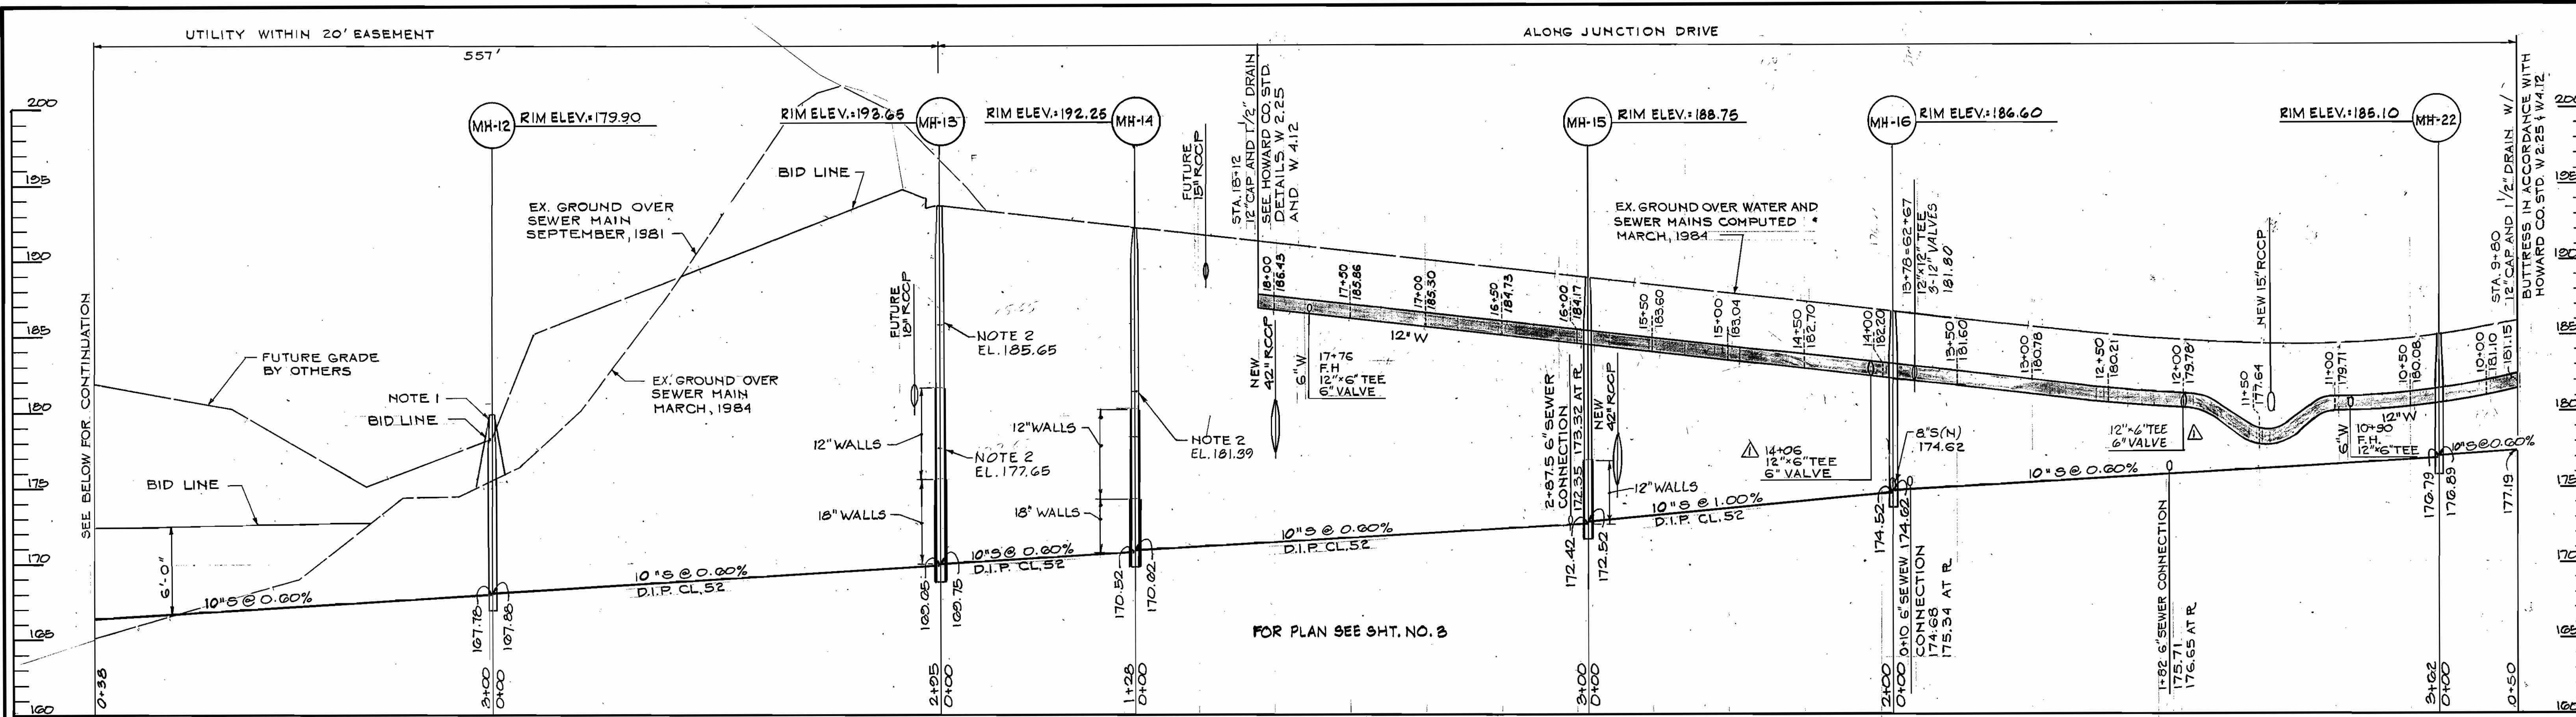 UTILITY WITHIN 20' EASEMENT
557'
ALONG JUNCTION DRIVE
200
195
190
185
180
175
170
165
160
SEE BELOW FOR CONTINUATION
FUTURE GRADE
BY OTHERS
BID LINE
6'-0"
10"S @ 0.60%
0+38
MH-12
RIM ELEV.=179.90
EX. GROUND OVER
SEWER MAIN
SEPTEMBER, 1981
NOTE 1
BID LINE
167.78
167.88
3+00
0+00
EX. GROUND OVER
SEWER MAIN
MARCH, 1984
10"S @ 0.60%
D.I.P. CL.52
BID LINE
RIM ELEV.=193.65
MH-13
FUTURE
18" RCCP
NOTE 2
EL.185.65
NOTE 2
EL.177.65
12" WALLS
18" WALLS
169.65
169.75
2+95
0+00
10"S @ 0.60%
D.I.P. CL.52
RIM ELEV.=192.25
MH-14
12" WALLS
18" WALLS
NOTE 2
EL.181.39
170.52
170.62
1+28
0+00
FUTURE
15" RCCP
STA. 18+12
12" CAP AND 1 1/2" DRAIN
SEE HOWARD CO. STD.
DETAILS W 2.25
AND W 4.12
18+00
186.43
17+50
185.86
17+00
185.30
16+50
184.73
16+00
184.17
NEW
42" RCCP
6" W
17+76
F.H
12"x6" TEE
6" VALVE
12" W
10"S @ 0.60%
D.I.P. CL.52
FOR PLAN SEE SHT. NO. 3
MH-15
RIM ELEV.=188.75
2+87.5 6" SEWER
CONNECTION
172.35 173.32 AT PL
NEW
42" RCCP
12" WALLS
172.42
172.52
3+00
0+00
EX. GROUND OVER WATER AND
SEWER MAINS COMPUTED
MARCH, 1984
15+50
183.60
15+00
183.04
14+50
182.70
14+00
182.20
14+06
12"x6" TEE
6" VALVE
10"S @ 1.00%
D.I.P. CL.52
MH-16
RIM ELEV.=186.60
13+78=62+67
12"x12" TEE
3-12" VALVES
181.80
8"S(N)
174.62
174.52
174.62
2+00
0+00
0+10 6" SEWEW
CONNECTION
174.68
175.34 AT PL
13+50
181.60
13+00
180.78
12+50
180.21
12+00
179.78
10"S @ 0.60%
12"x6" TEE
6" VALVE
1+82 6" SEWER CONNECTION
175.71
176.65 AT PL
NEW 15" RCCP
11+50
177.64
11+00
179.71
10+50
180.08
10+00
181.10
181.15
6" W
10+90
F.H.
12"x6" TEE
12" W
RIM ELEV.=185.10
MH-22
176.79
176.89
3+62
0+00
10"S @ 0.60%
177.19
0+50
STA. 9+80
12" CAP AND 1 1/2" DRAIN W/
BUTTRESS IN ACCORDANCE WITH
HOWARD CO. STD. W 2.25 & W4.12
195
190
185
180
175
170
165
160